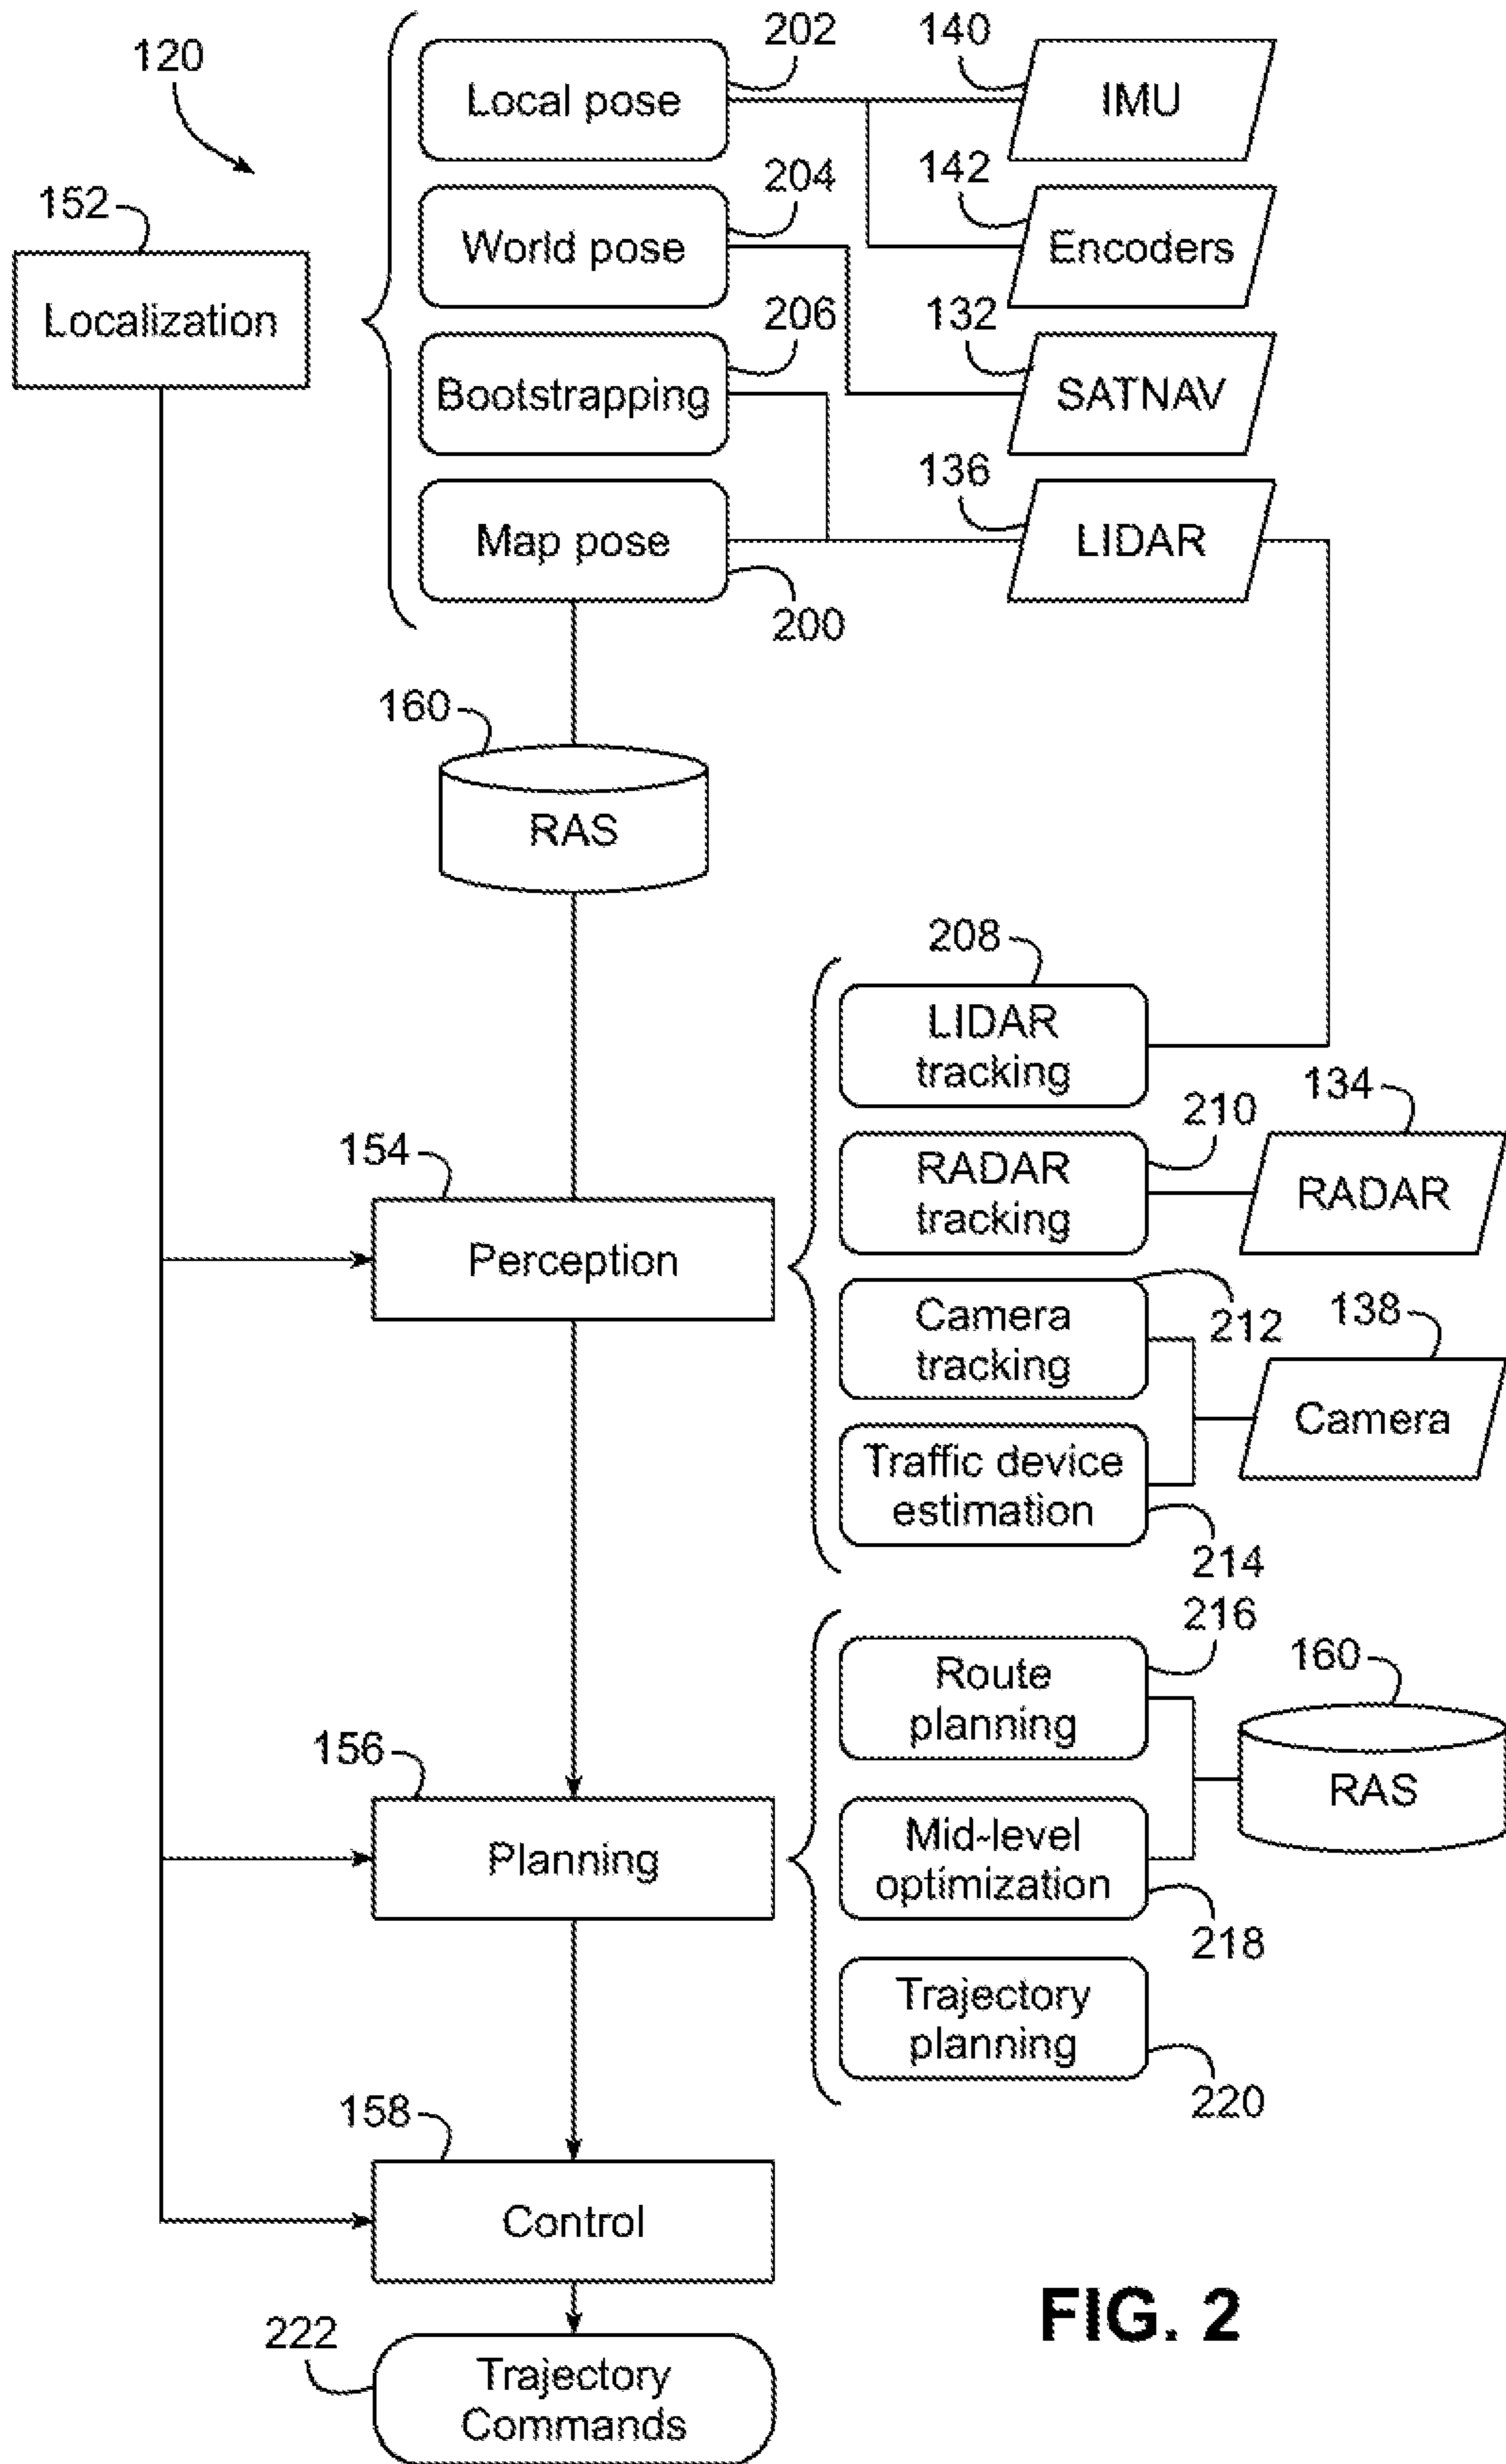 120
202
140
Local pose
IMU
204
142
152
World pose
Encoders
Localization
206
132
Bootstrapping
SATNAV
136
Map pose
LIDAR
200
160
RAS
208
LIDAR
tracking
154
210
134
RADAR
tracking
RADAR
Perception
212
138
Camera
tracking
Camera
Traffic device
estimation
214
216
160
Route
planning
156
RAS
Planning
Mid-level
optimization
218
Trajectory
planning
220
158
Control
FIG. 2
222
Trajectory
Commands